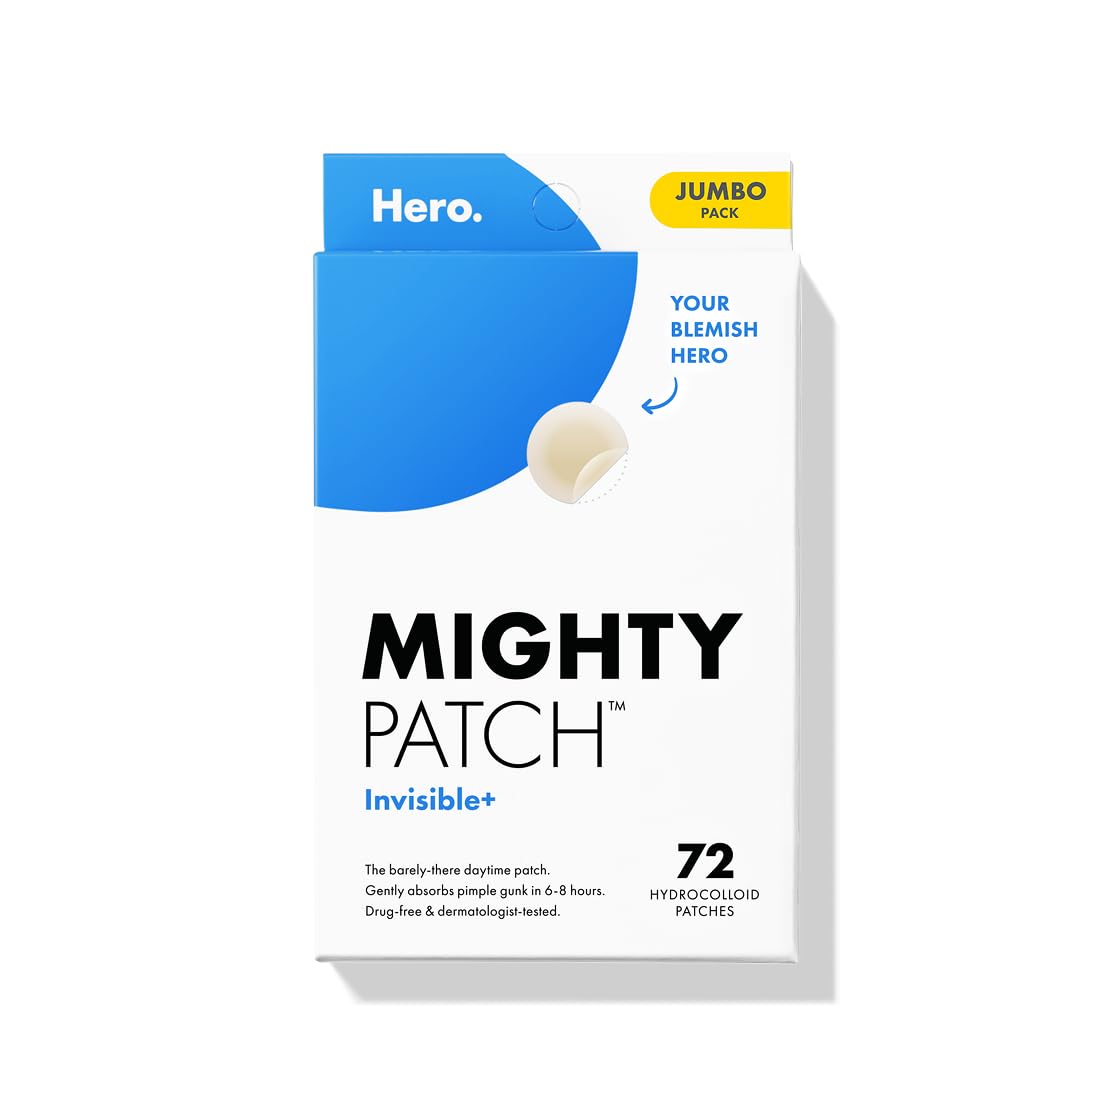 Hero.
JUMBO
PACK
YOUR
BLEMISH
HERO
MIGHTY
PATCH™
Invisible+
The barely-there daytime patch.
Gently absorbs pimple gunk in 6-8 hours.
Drug-free & dermatologist-tested.
72
HYDROCOLLOID
PATCHES